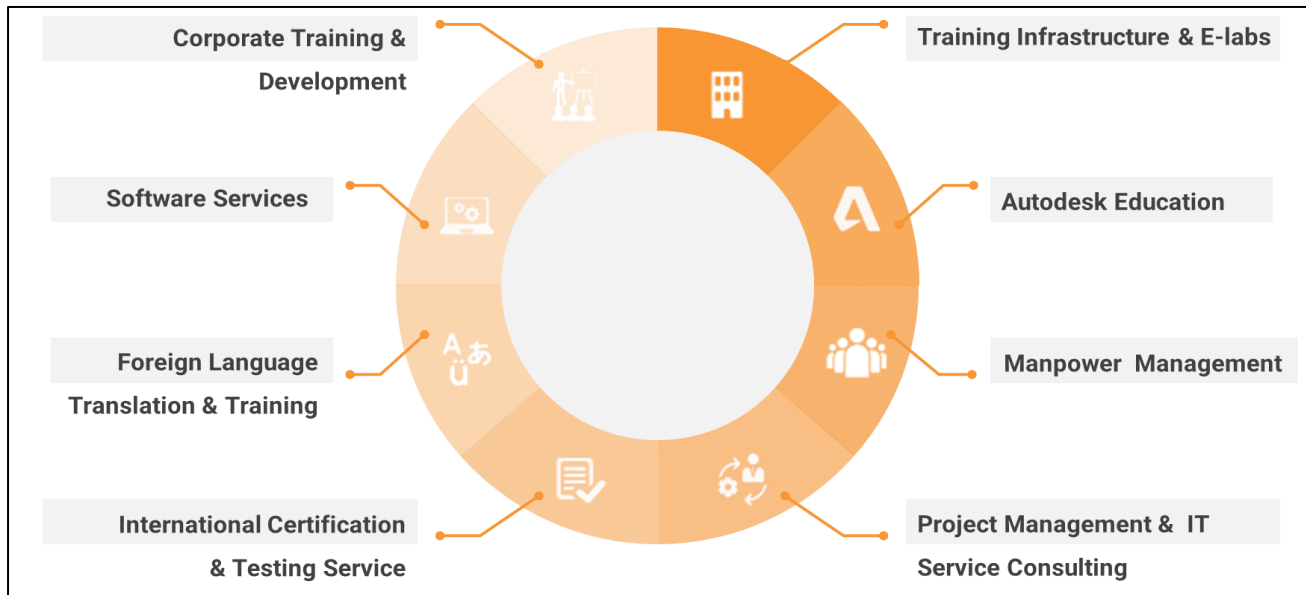 Corporate Training &
Development
Training Infrastructure & E-labs
Software Services
Autodesk Education
Foreign Language
Translation & Training
Manpower Management
International Certification
& Testing Service
Project Management & IT
Service Consulting
A
あ
ü